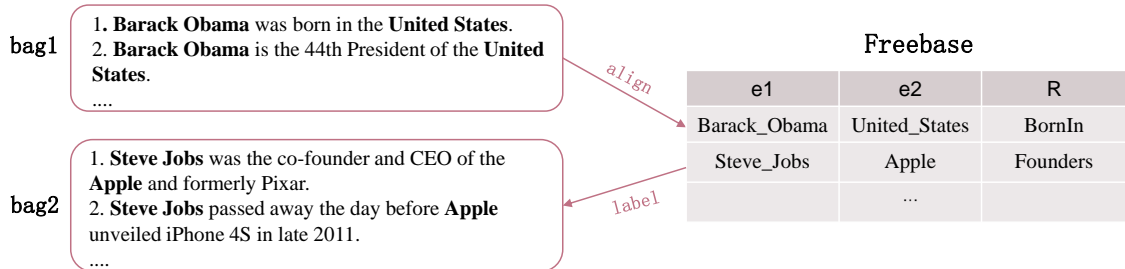 bag1
1. Barack Obama was born in the United States.
2. Barack Obama is the 44th President of the United
States.
....
align
Freebase
e1 e2 R
Barack_Obama United_States BornIn
Steve_Jobs Apple Founders
...
bag2
1. Steve Jobs was the co-founder and CEO of the
Apple and formerly Pixar.
2. Steve Jobs passed away the day before Apple
unveiled iPhone 4S in late 2011.
....
label